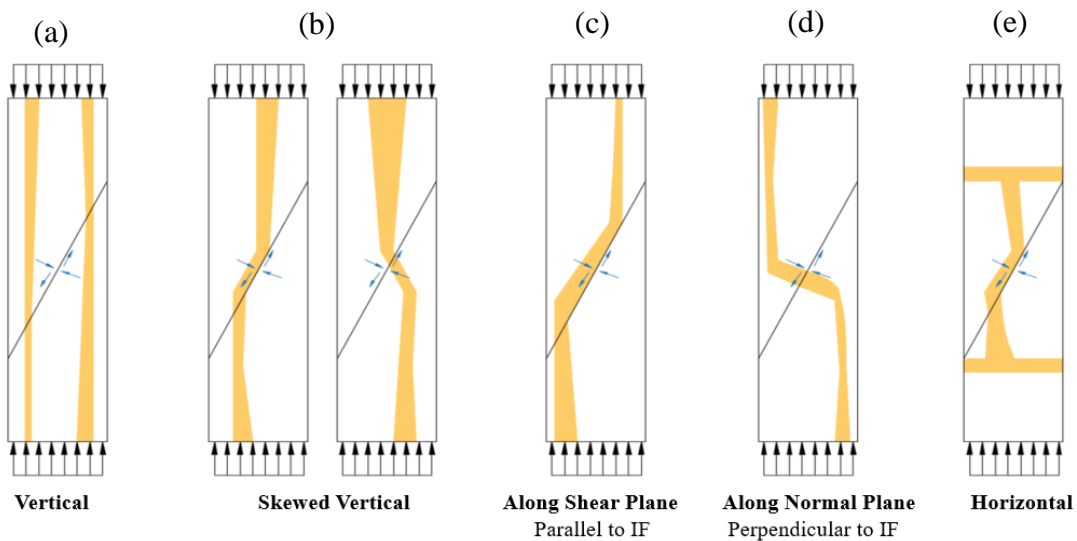 (a)
(b)
(c)
(d)
(e)
Vertical
Skewed Vertical
Along Shear Plane
Parallel to IF
Along Normal Plane
Perpendicular to IF
Horizontal